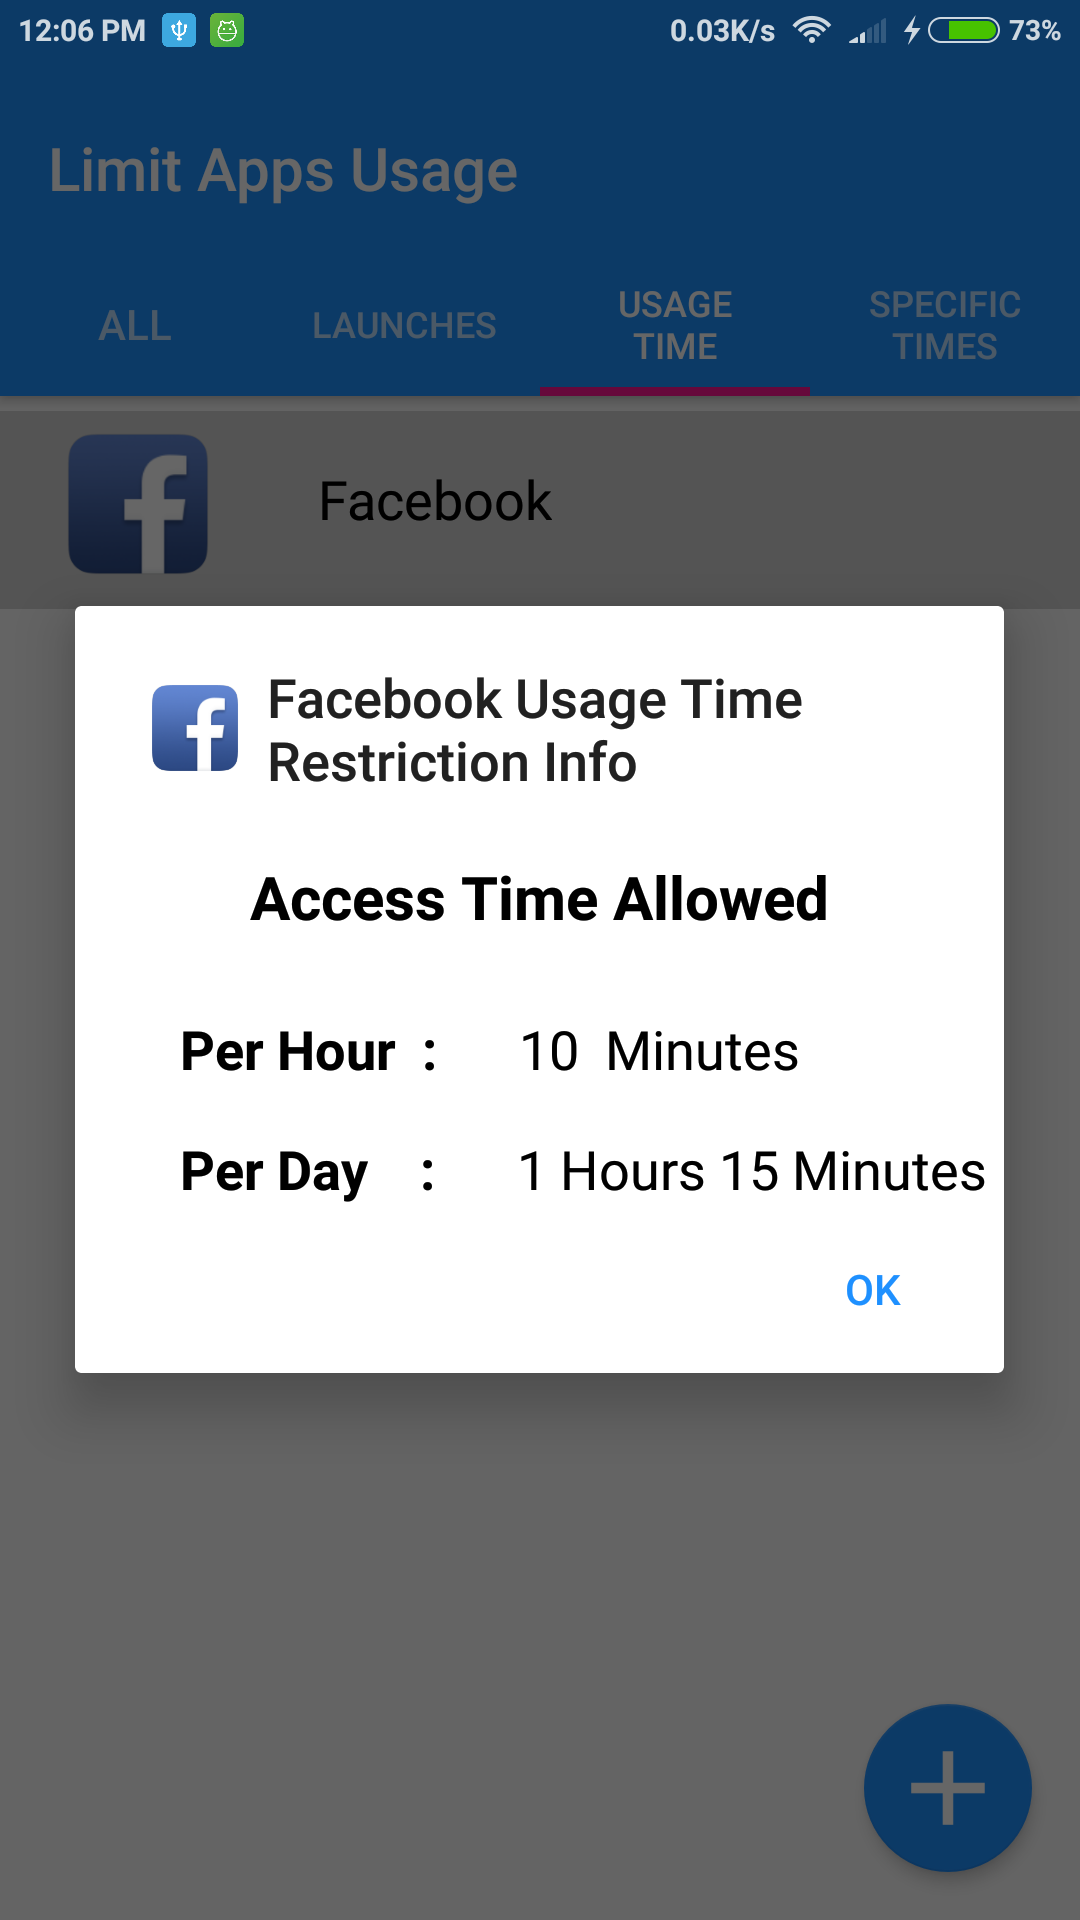 12:06 PM 0.03K/s 73%
Limit Apps Usage
ALL LAUNCHES USAGE TIME SPECIFIC TIMES
Facebook
Facebook Usage Time
Restriction Info
Access Time Allowed
Per Hour : 10 Minutes
Per Day : 1 Hours 15 Minutes
OK